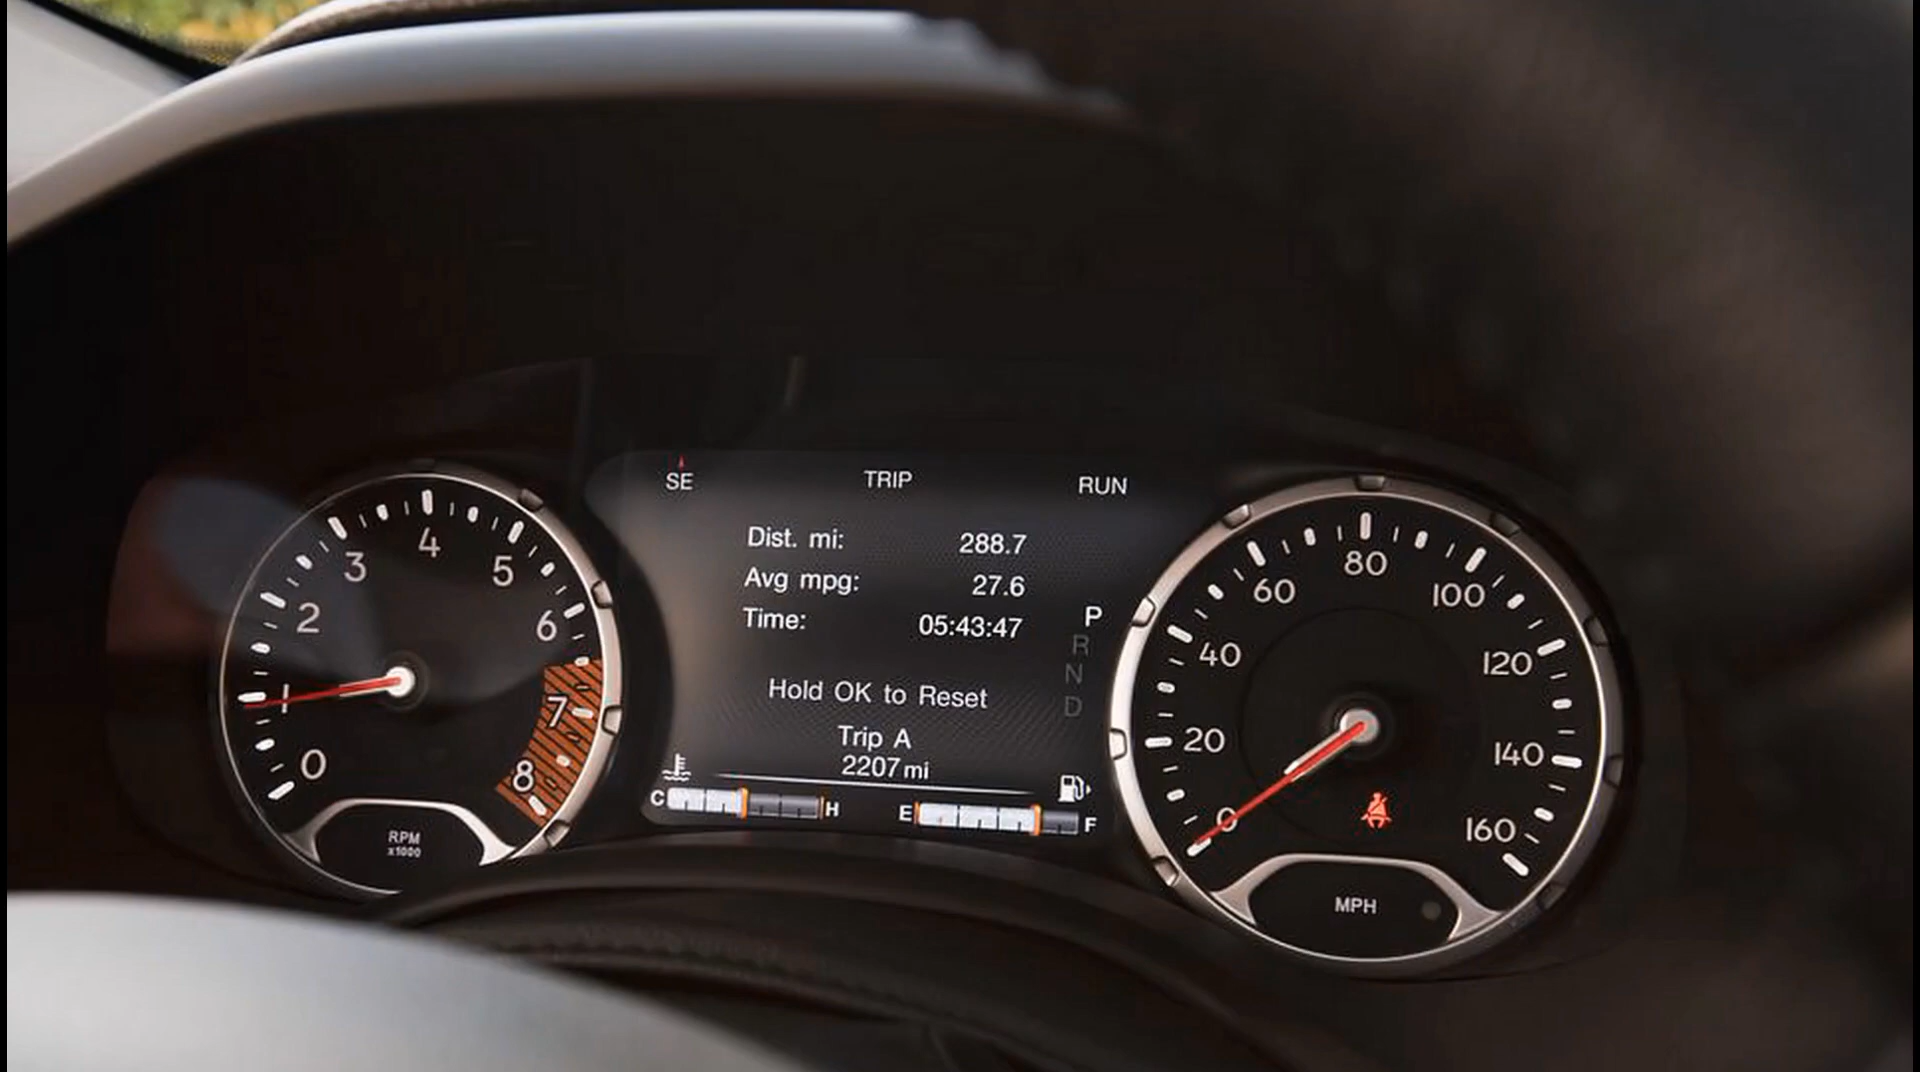 SE TRIP RUN
Dist. mi: 288.7
Avg mpg: 27.6
Time: 05:43:47
Hold OK to Reset
Trip A
2207 mi
C H E F
P
R
N
D
0
1
2
3
4
5
6
7
8
RPM
x1000
0
20
40
60
80
100
120
140
160
MPH